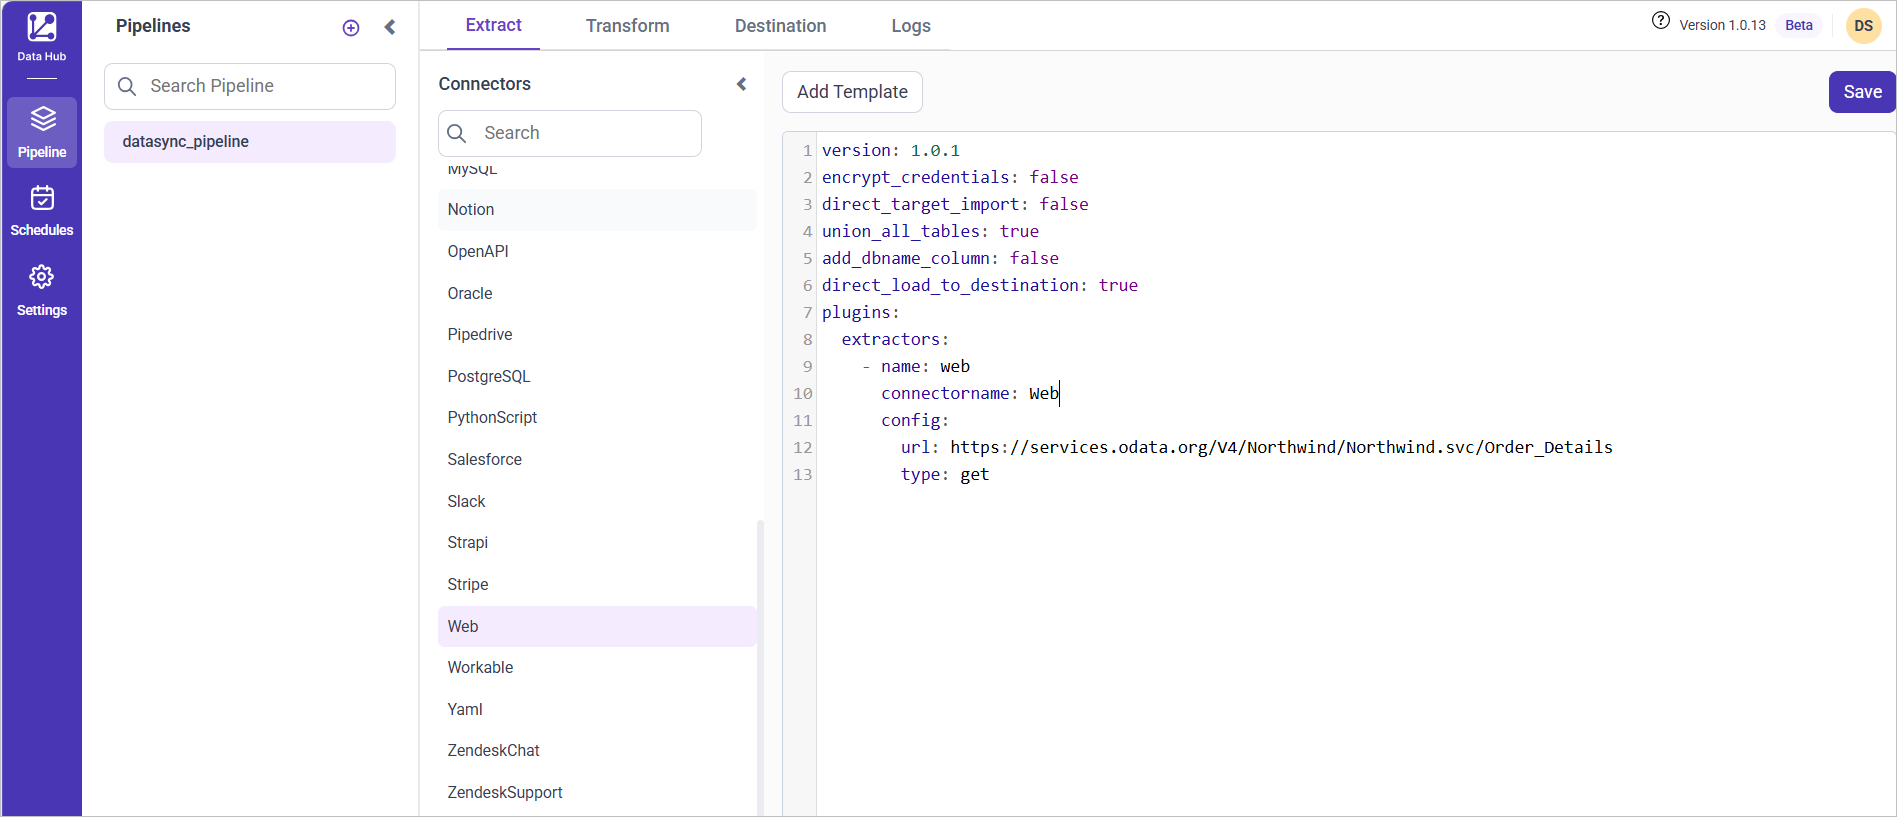 Data Hub
Pipeline
Schedules
Settings
Pipelines
Search Pipeline
datasync_pipeline
Extract Transform Destination Logs
Version 1.0.13 Beta DS
Connectors
Search
MySQL
Notion
OpenAPI
Oracle
Pipedrive
PostgreSQL
PythonScript
Salesforce
Slack
Strapi
Stripe
Web
Workable
Yaml
ZendeskChat
ZendeskSupport
Add Template
Save
1 version: 1.0.1
2 encrypt_credentials: false
3 direct_target_import: false
4 union_all_tables: true
5 add_dbname_column: false
6 direct_load_to_destination: true
7 plugins:
8 extractors:
9 - name: web
10 connectorname: Web
11 config:
12 url: https://services.odata.org/V4/Northwind/Northwind.svc/Order_Details
13 type: get